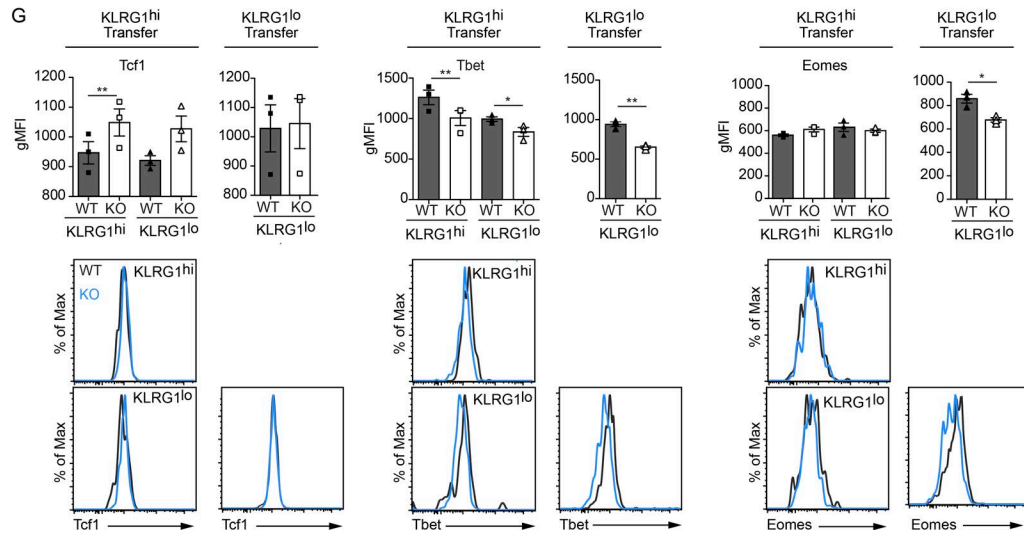 G
KLRG1hi Transfer
KLRG1lo Transfer
KLRG1hi Transfer
KLRG1lo Transfer
KLRG1hi Transfer
KLRG1lo Transfer
Tcf1
gMFI
1200
1100
1000
900
800
**
WT KO WT KO
KLRG1hi KLRG1lo
1200
1100
1000
900
800
WT KO
KLRG1lo
Tbet
gMFI
1500
1000
500
0
** *
WT KO WT KO
KLRG1hi KLRG1lo
1500
1000
500
0
**
WT KO
KLRG1lo
Eomes
gMFI
1000
800
600
400
200
0
WT KO WT KO
KLRG1hi KLRG1lo
1000
800
600
400
200
0
*
WT KO
KLRG1lo
% of Max
WT KLRG1hi
KO
% of Max
KLRG1hi
% of Max
KLRG1hi
% of Max
KLRG1lo
Tcf1
Tcf1
% of Max
KLRG1lo
Tbet
Tbet
% of Max
KLRG1lo
Eomes
Eomes